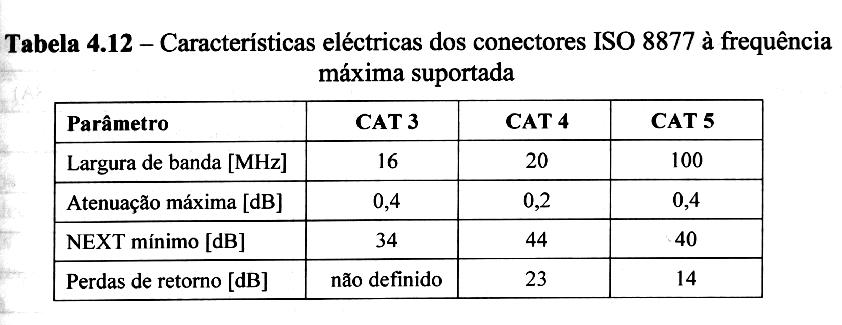 Tabela 4.12 – Características eléctricas dos conectores ISO 8877 à frequência
máxima suportada
Parâmetro CAT 3 CAT 4 CAT 5
Largura de banda [MHz] 16 20 100
Atenuação máxima [dB] 0,4 0,2 0,4
NEXT mínimo [dB] 34 44 40
Perdas de retorno [dB] não definido 23 14